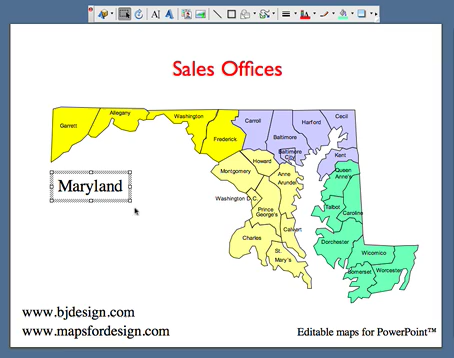 Sales Offices
Garrett
Allegany
Washington
Frederick
Carroll
Baltimore
Harford
Cecil
Baltimore
City
Howard
Kent
Montgomery
Anne
Arundel
Queen
Anne's
Maryland
Washington D.C.
Prince
George's
Talbot
Caroline
Calvert
Charles
St.
Mary's
Dorchester
Wicomico
Somerset
Worcester
www.bjdesign.com
www.mapsfordesign.com
Editable maps for PowerPoint™